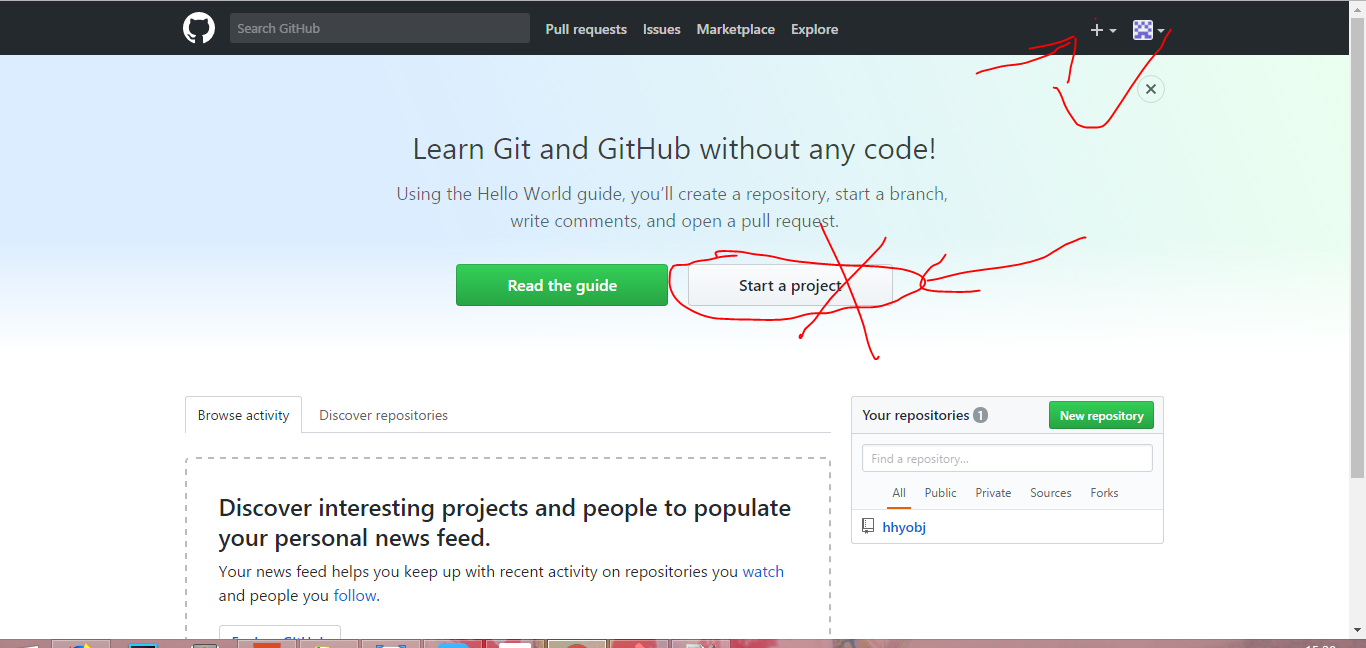 Search GitHub
Pull requests Issues Marketplace Explore
Learn Git and GitHub without any code!
Using the Hello World guide, you’ll create a repository, start a branch,
write comments, and open a pull request.
Read the guide Start a project
Browse activity Discover repositories
Discover interesting projects and people to populate
your personal news feed.
Your news feed helps you keep up with recent activity on repositories you watch
and people you follow.
Your repositories 1 New repository
Find a repository...
All Public Private Sources Forks
hhyobj